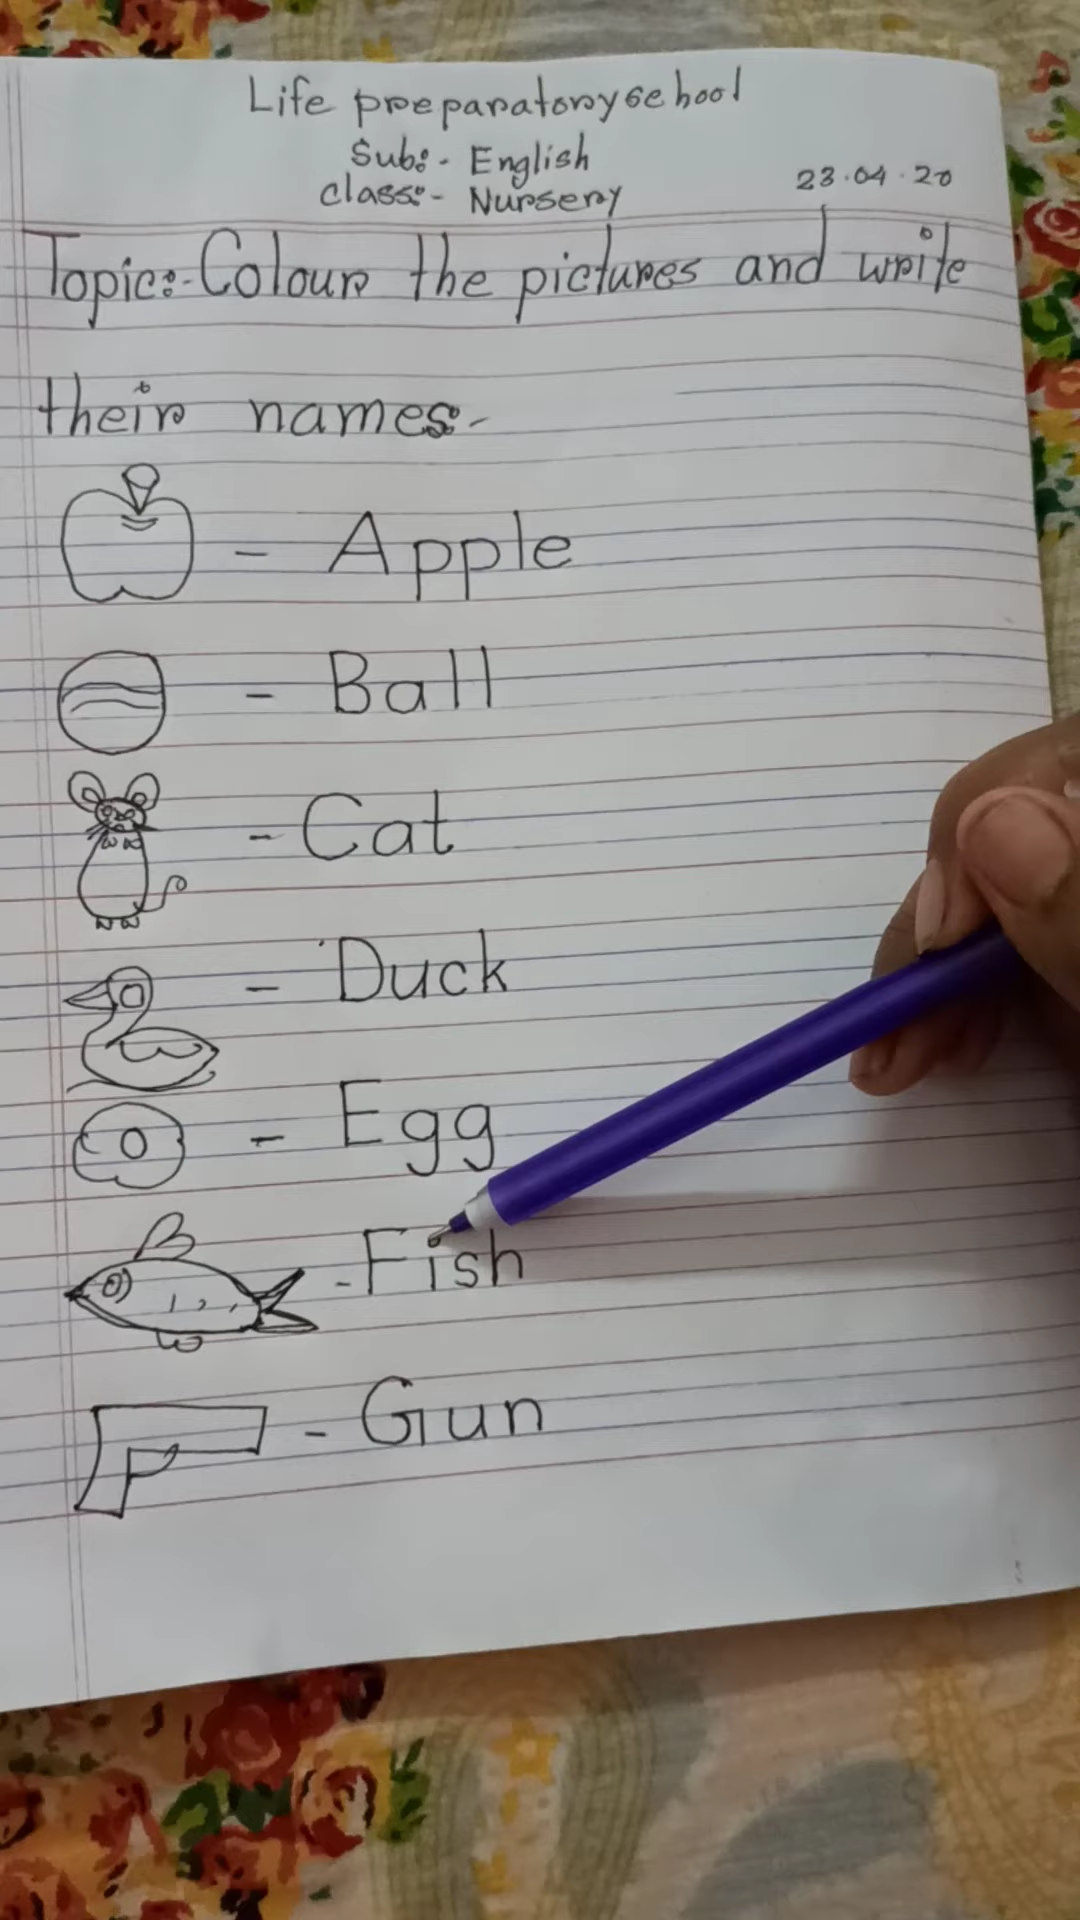 Life preparatory school
Sub:- English
class:- Nursery
23.04.20
Topic:- Colour the pictures and write
their names:-
- Apple
- Ball
- Cat
- Duck
- Egg
- Fish
- Gun